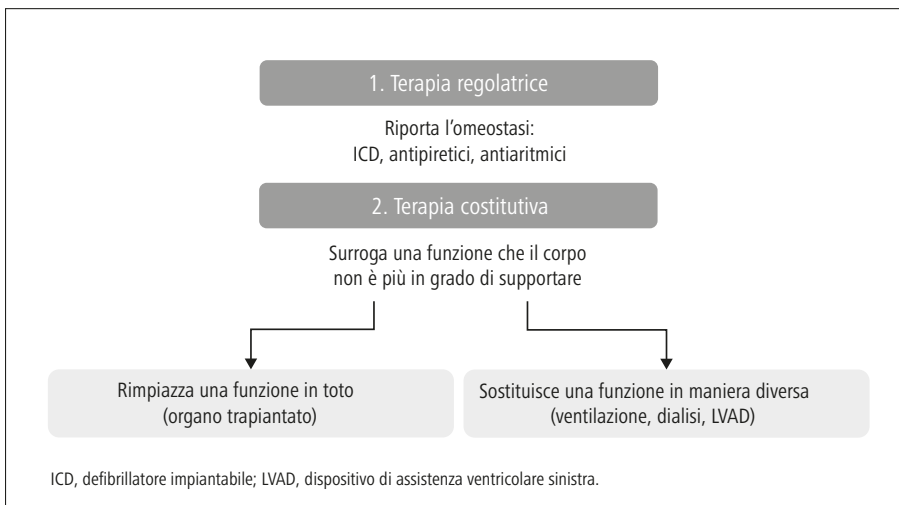 1. Terapia regolatrice
Riporta l’omeostasi:
ICD, antipiretici, antiaritmici
2. Terapia costitutiva
Surroga una funzione che il corpo
non è più in grado di supportare
Rimpiazza una funzione in toto
(organo trapiantato)
Sostituisce una funzione in maniera diversa
(ventilazione, dialisi, LVAD)
ICD, defibrillatore impiantabile; LVAD, dispositivo di assistenza ventricolare sinistra.